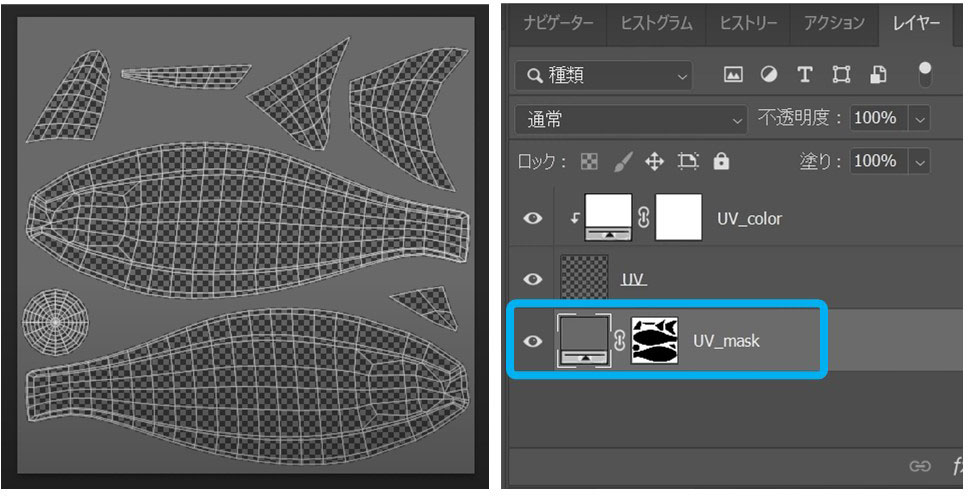 ナビゲーター ヒストグラム ヒストリー アクション レイヤー
種類
通常 不透明度： 100%
ロック： 塗り： 100%
UV_color
UV
UV_mask